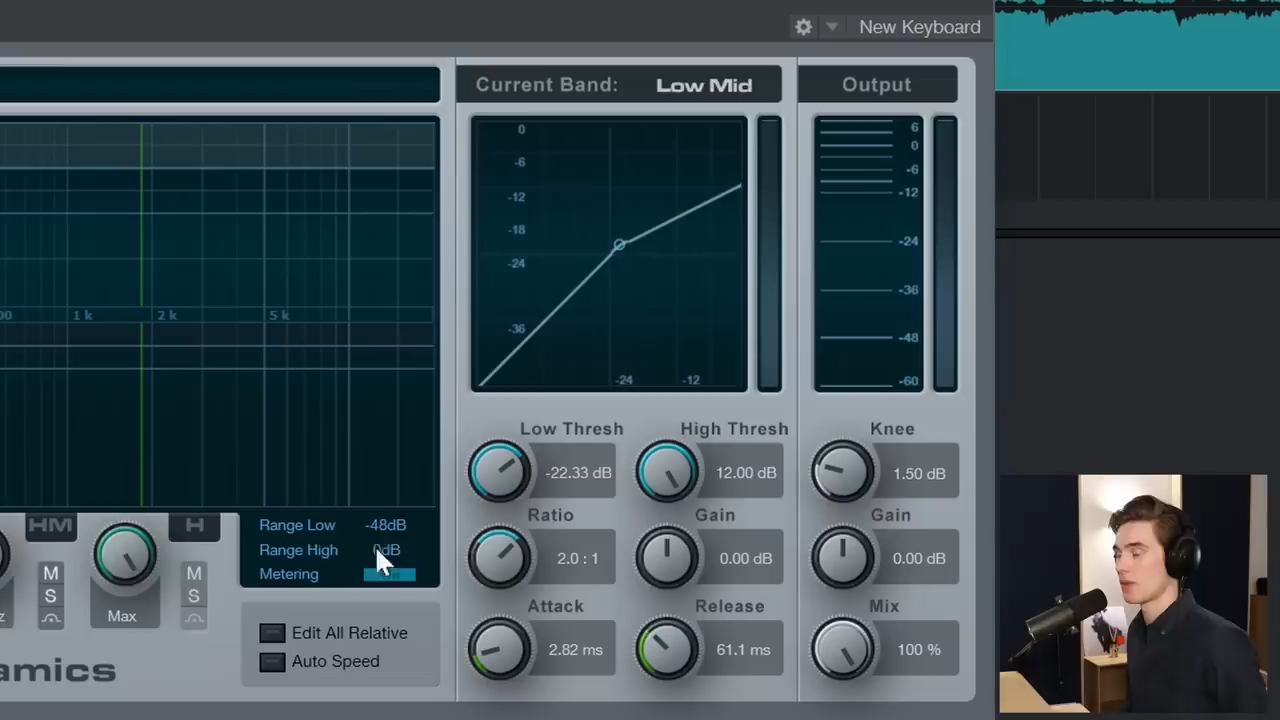 New Keyboard
Current Band: Low Mid
Output
0
-6
-12
-18
-24
-36
-24 -12
6
0
-6
-12
-24
-36
-48
-60
00 1 k 2 k 5 k
Low Thresh High Thresh Knee
-22.33 dB 12.00 dB 1.50 dB
Ratio Gain Gain
2.0 : 1 0.00 dB 0.00 dB
Attack Release Mix
2.82 ms 61.1 ms 100 %
HM H
M M
S S
z Max
Range Low -48dB
Range High 0dB
Metering
Edit All Relative
Auto Speed
amics